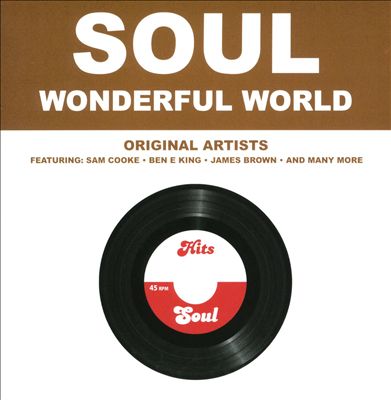 SOUL
WONDERFUL WORLD
ORIGINAL ARTISTS
FEATURING: SAM COOKE • BEN E KING • JAMES BROWN • AND MANY MORE
Hits
45 RPM
Soul